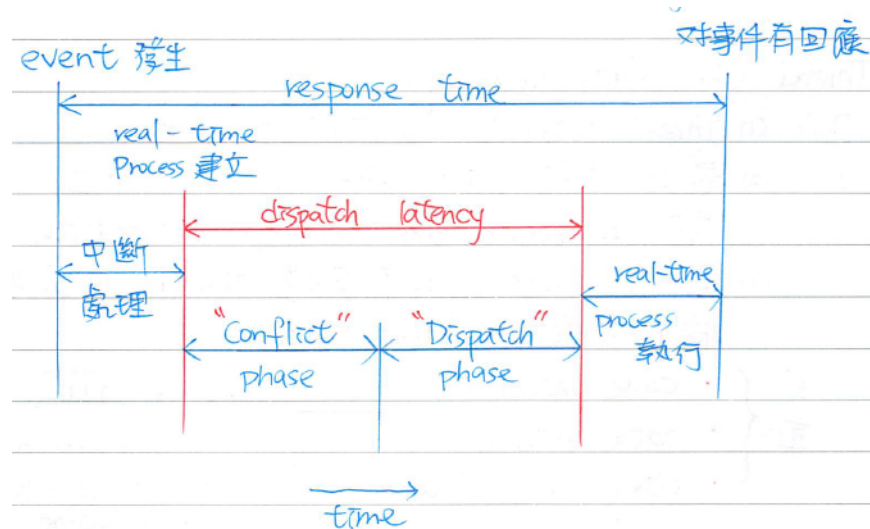 event 發生
对事件有回應
response time
real-time
Process 建立
dispatch latency
中斷
處理
real-time
process
執行
"Conflict"
phase
"Dispatch"
phase
time